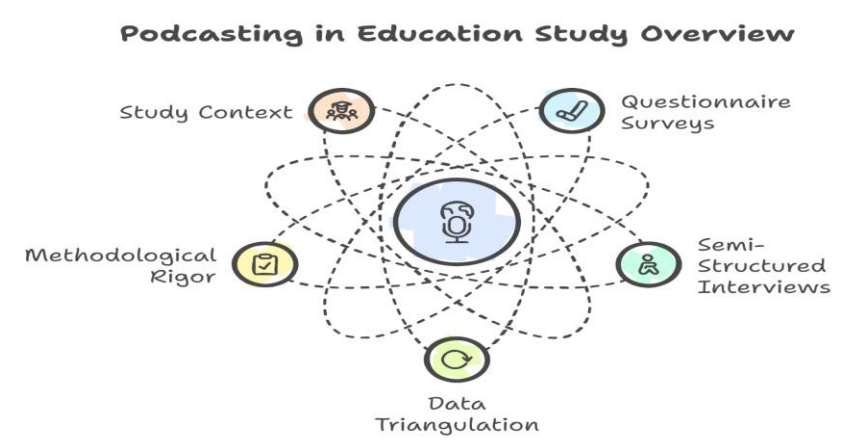 Podcasting in Education Study Overview
Study Context
Questionnaire
Surveys
Methodological
Rigor
Semi-
Structured
Interviews
Data
Triangulation